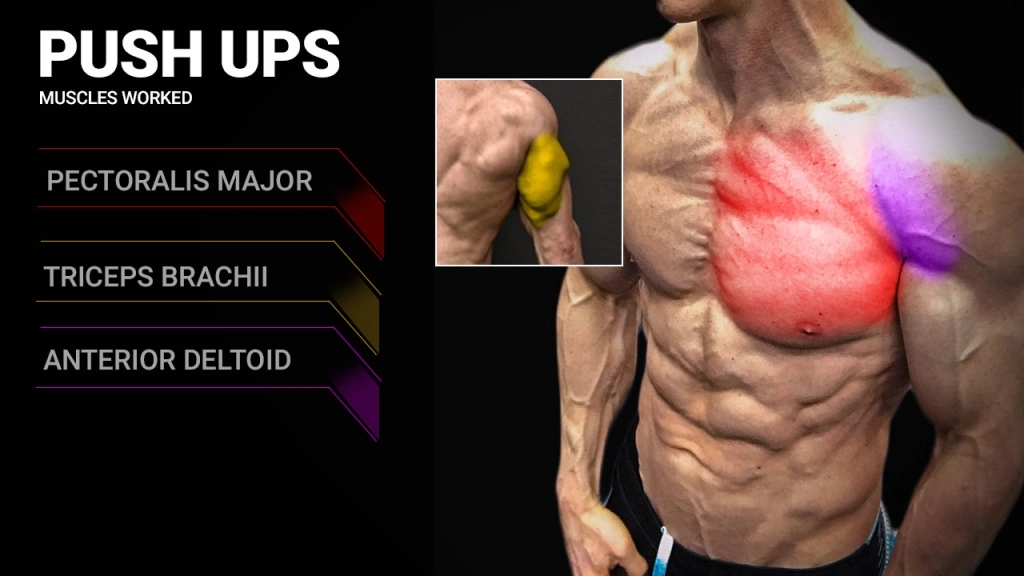 PUSH UPS
MUSCLES WORKED
PECTORALIS MAJOR
TRICEPS BRACHII
ANTERIOR DELTOID